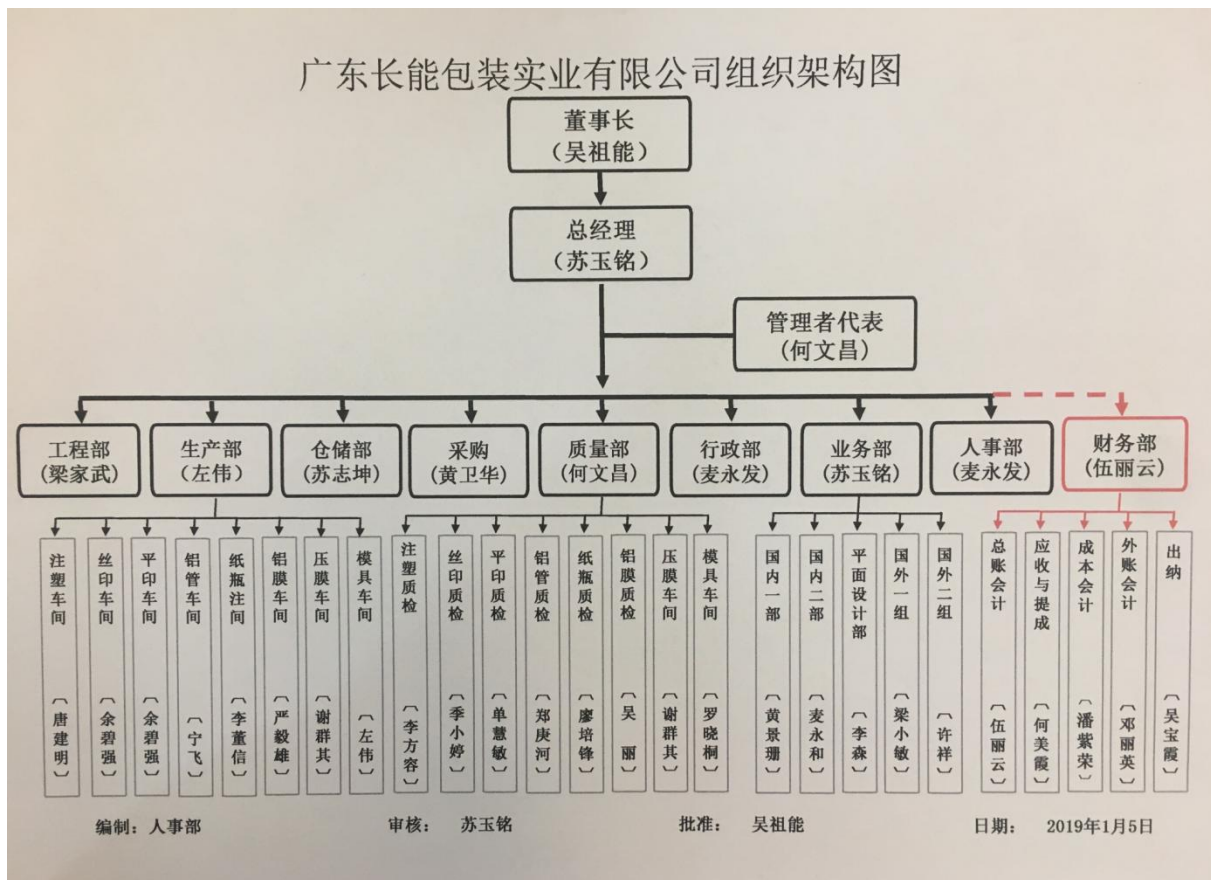 广东长能包装实业有限公司组织架构图
董事长
（吴祖能）
总经理
（苏玉铭）
管理者代表
(何文昌)
工程部
(梁家武)
生产部
(左伟)
仓储部
(苏志坤)
采购
(黄卫华)
质量部
(何文昌)
行政部
(麦永发)
业务部
(苏玉铭)
人事部
(麦永发)
财务部
(伍丽云)
注塑车间（唐建明）
丝印车间（余碧强）
平印车间（余碧强）
铝管车间（宁飞）
纸瓶注间（李董信）
铝膜车间（严毅雄）
压膜车间（谢群其）
模具车间（左伟）
注塑质检（李方容）
丝印质检（季小婷）
平印质检（单慧敏）
铝管质检（郑庚河）
纸瓶质检（廖培锋）
铝膜质检（吴丽）
压膜车间（谢群其）
模具车间（罗晓桐）
国内一部（黄景珊）
国内二部（麦永和）
平面设计部（李森）
国外一组（梁小敏）
国外二组（许祥）
总账会计（伍丽云）
应收与提成（何美霞）
成本会计（潘紫荣）
外账会计（邓丽英）
出纳（吴宝霞）
编制：人事部
审核： 苏玉铭
批准： 吴祖能
日期： 2019年1月5日